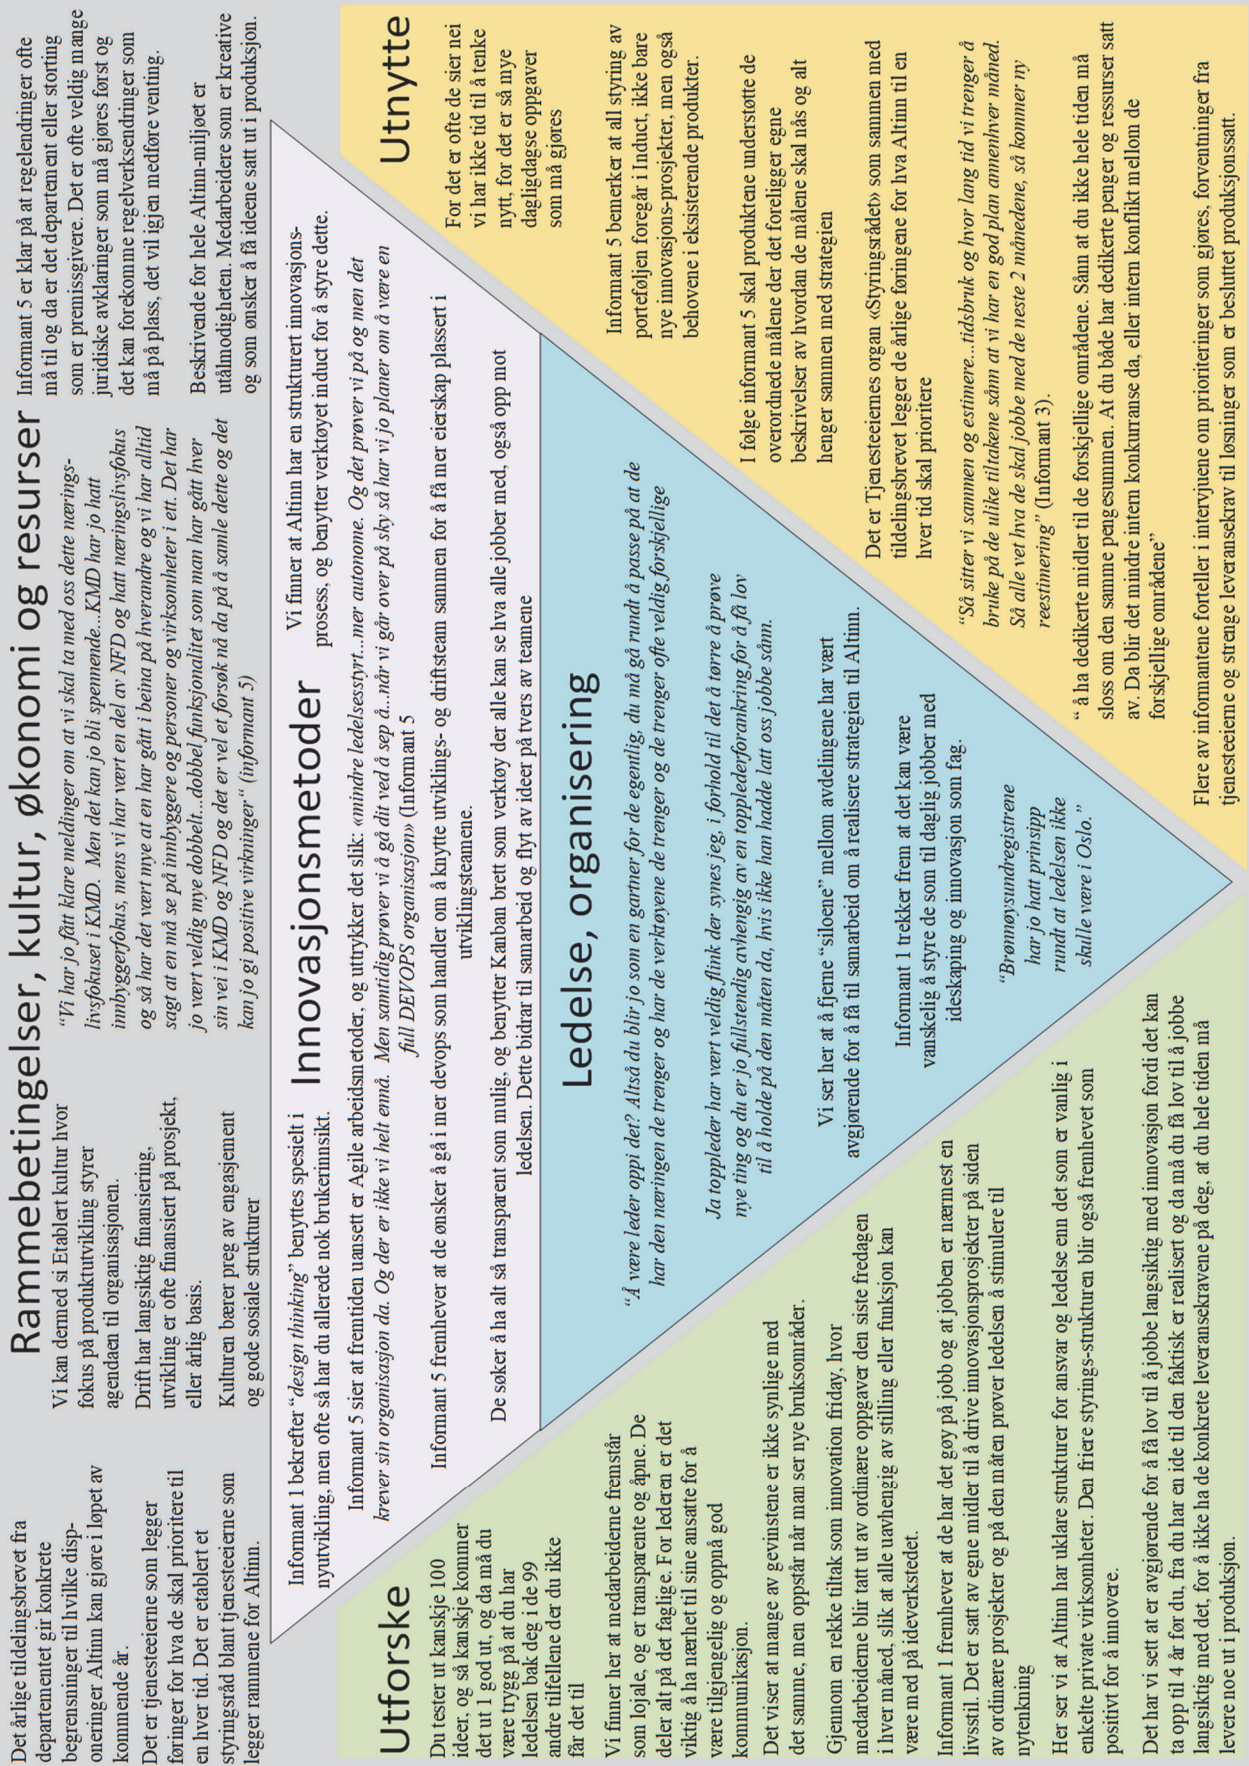 Rammebetingelser, kultur, økonomi og resurser
Det årlige tildelingsbrevet fra
departementet gir konkrete
begrensninger til hvilke disp-
oneringer Altinn kan gjøre i løpet av
kommende år.
Det er tjenesteeierne som legger
føringer for hva de skal prioritere til
en hver tid. Det er etablert et
styringsråd blant tjenesteeierne som
legger rammene for Altinn.
Vi kan dermed si Etablert kultur hvor
fokus på produktutvikling styrer
agendaen til organisasjonen.
Drift har langsiktig finansiering,
utvikling er ofte finansiert på prosjekt,
eller årlig basis.
Kulturen bærer preg av engasjement
og gode sosiale strukturer
“Vi har jo fått klare meldinger om at vi skal ta med oss dette nærings-
livsfokuset i KMD. Men det kan jo bli spennende...KMD har jo hatt
innbyggerfokus, mens vi har vært en del av NFD og hatt næringslivsfokus
og så har det vært mye at en har gått i beina på hverandre og vi har alltid
sagt at en må se på innbyggere og personer og virksomheter i ett. Det har
jo vært veldig mye dobbelt...dobbel funksjonalitet som man har gått hver
sin vei i KMD og NFD og det er vel et forsøk nå da på å samle dette og det
kan jo gi positive virkninger“ (informant 5)
Informant 5 er klar på at regelendringer ofte
må til og da er det departement eller storting
som er premissgivere. Det er ofte veldig mange
juridiske avklaringer som må gjøres først og
det kan forekomme regelverksendringer som
må på plass, det vil igjen medføre venting.
Beskrivende for hele Altinn-miljøet er
utålmodigheten. Medarbeidere som er kreative
og som ønsker å få ideene satt ut i produksjon.
Innovasjonsmetoder
Informant 1 bekrefter “design thinking” benyttes spesielt i
nyutvikling, men ofte så har du allerede nok brukerinnsikt.
Vi finner at Altinn har en strukturert innovasjons-
prosess, og benytter verktøyet induct for å styre dette.
Informant 5 sier at fremtiden uansett er Agile arbeidsmetoder, og uttrykker det slik: «mindre ledelsesstyrt...mer autonome. Og det prøver vi på og men det
krever sin organisasjon da. Og der er ikke vi helt ennå. Men samtidig prøver vi å gå dit ved å sep å...når vi går over på sky så har vi jo planer om å være en
full DEVOPS organisasjon» (Informant 5
Informant 5 fremhever at de ønsker å gå i mer devops som handler om å knytte utviklings- og driftsteam sammen for å få mer eierskap plassert i
utviklingsteamene.
De søker å ha alt så transparent som mulig, og benytter Kanban brett som verktøy der alle kan se hva alle jobber med, også opp mot
ledelsen. Dette bidrar til samarbeid og flyt av ideer på tvers av teamene
Ledelse, organisering
“Å være leder oppi det? Altså du blir jo som en gartner for de egentlig, du må gå rundt å passe på at de
har den næringen de trenger og har de verktøyene de trenger og de trenger ofte veldig forskjellige
Ja toppleder har vært veldig flink der synes jeg, i forhold til det å tørre å prøve
nye ting og du er jo fullstendig avhengig av en topplederforankring for å få lov
til å holde på den måten da, hvis ikke han hadde latt oss jobbe sånn.
Vi ser her at å fjerne “siloene” mellom avdelingene har vært
avgjørende for å få til samarbeid om å realisere strategien til Altinn.
Informant 1 trekker frem at det kan være
vanskelig å styre de som til daglig jobber med
ideskaping og innovasjon som fag.
“Brønnøysundregistrene
har jo hatt prinsipp
rundt at ledelsen ikke
skulle være i Oslo.”
Utforske
Du tester ut kanskje 100
ideer, og så kanskje kommer
det ut 1 god ut, og da må du
være trygg på at du har
ledelsen bak deg i de 99
andre tilfellene der du ikke
får det til
Vi finner her at medarbeiderne fremstår
som lojale, og er transparente og åpne. De
deler alt på det faglige. For lederen er det
viktig å ha nærhet til sine ansatte for å
være tilgjengelig og oppnå god
kommunikasjon.
Det viser at mange av gevinstene er ikke synlige med
det samme, men oppstår når man ser nye bruksområder.
Gjennom en rekke tiltak som innovation friday, hvor
medarbeiderne blir tatt ut av ordinære oppgaver den siste fredagen
i hver måned, slik at alle uavhengig av stilling eller funksjon kan
være med på ideverkstedet.
Informant 1 fremhever at de har det gøy på jobb og at jobben er nærmest en
livsstil. Det er satt av egne midler til å drive innovasjonsprosjekter på siden
av ordinære prosjekter og på den måten prøver ledelsen å stimulere til
nytenkning
Her ser vi at Altinn har uklare strukturer for ansvar og ledelse enn det som er vanlig i
enkelte private virksomheter. Den friere styrings-strukturen blir også fremhevet som
positivt for å innovere.
Det har vi sett at er avgjørende for å få lov til å jobbe langsiktig med innovasjon fordi det kan
ta opp til 4 år før du, fra du har en ide til den faktisk er realisert og da må du få lov til å jobbe
langsiktig med det, for å ikke ha de konkrete leveransekravene på deg, at du hele tiden må
levere noe ut i produksjon.
Utnytte
For det er ofte de sier nei
vi har ikke tid til å tenke
nytt, for det er så mye
dagligdagse oppgaver
som må gjøres
Informant 5 bemerker at all styring av
porteføljen foregår i Induct, ikke bare
nye innovasjons-prosjekter, men også
behovene i eksisterende produkter.
I følge informant 5 skal produktene understøtte de
overordnede målene der det foreligger egne
beskrivelser av hvordan de målene skal nås og alt
henger sammen med strategien
Det er Tjenesteeiernes organ «Styringsrådet» som sammen med
tildelingsbrevet legger de årlige føringene for hva Altinn til en
hver tid skal prioritere
“Så sitter vi sammen og estimere...tidsbruk og hvor lang tid vi trenger å
bruke på de ulike tiltakene sånn at vi har en god plan annenhver måned.
Så alle vet hva de skal jobbe med de neste 2 månedene, så kommer ny
reestimering” (Informant 3).
“ å ha dedikerte midler til de forskjellige områdene. Sånn at du ikke hele tiden må
sloss om den samme pengesummen. At du både har dedikerte penger og ressurser satt
av. Da blir det mindre intern konkurranse da, eller intern konflikt mellom de
forskjellige områdene”
Flere av informantene forteller i intervjuene om prioriteringer som gjøres, forventninger fra
tjenesteeierne og strenge leveransekrav til løsninger som er besluttet produksjonssatt.